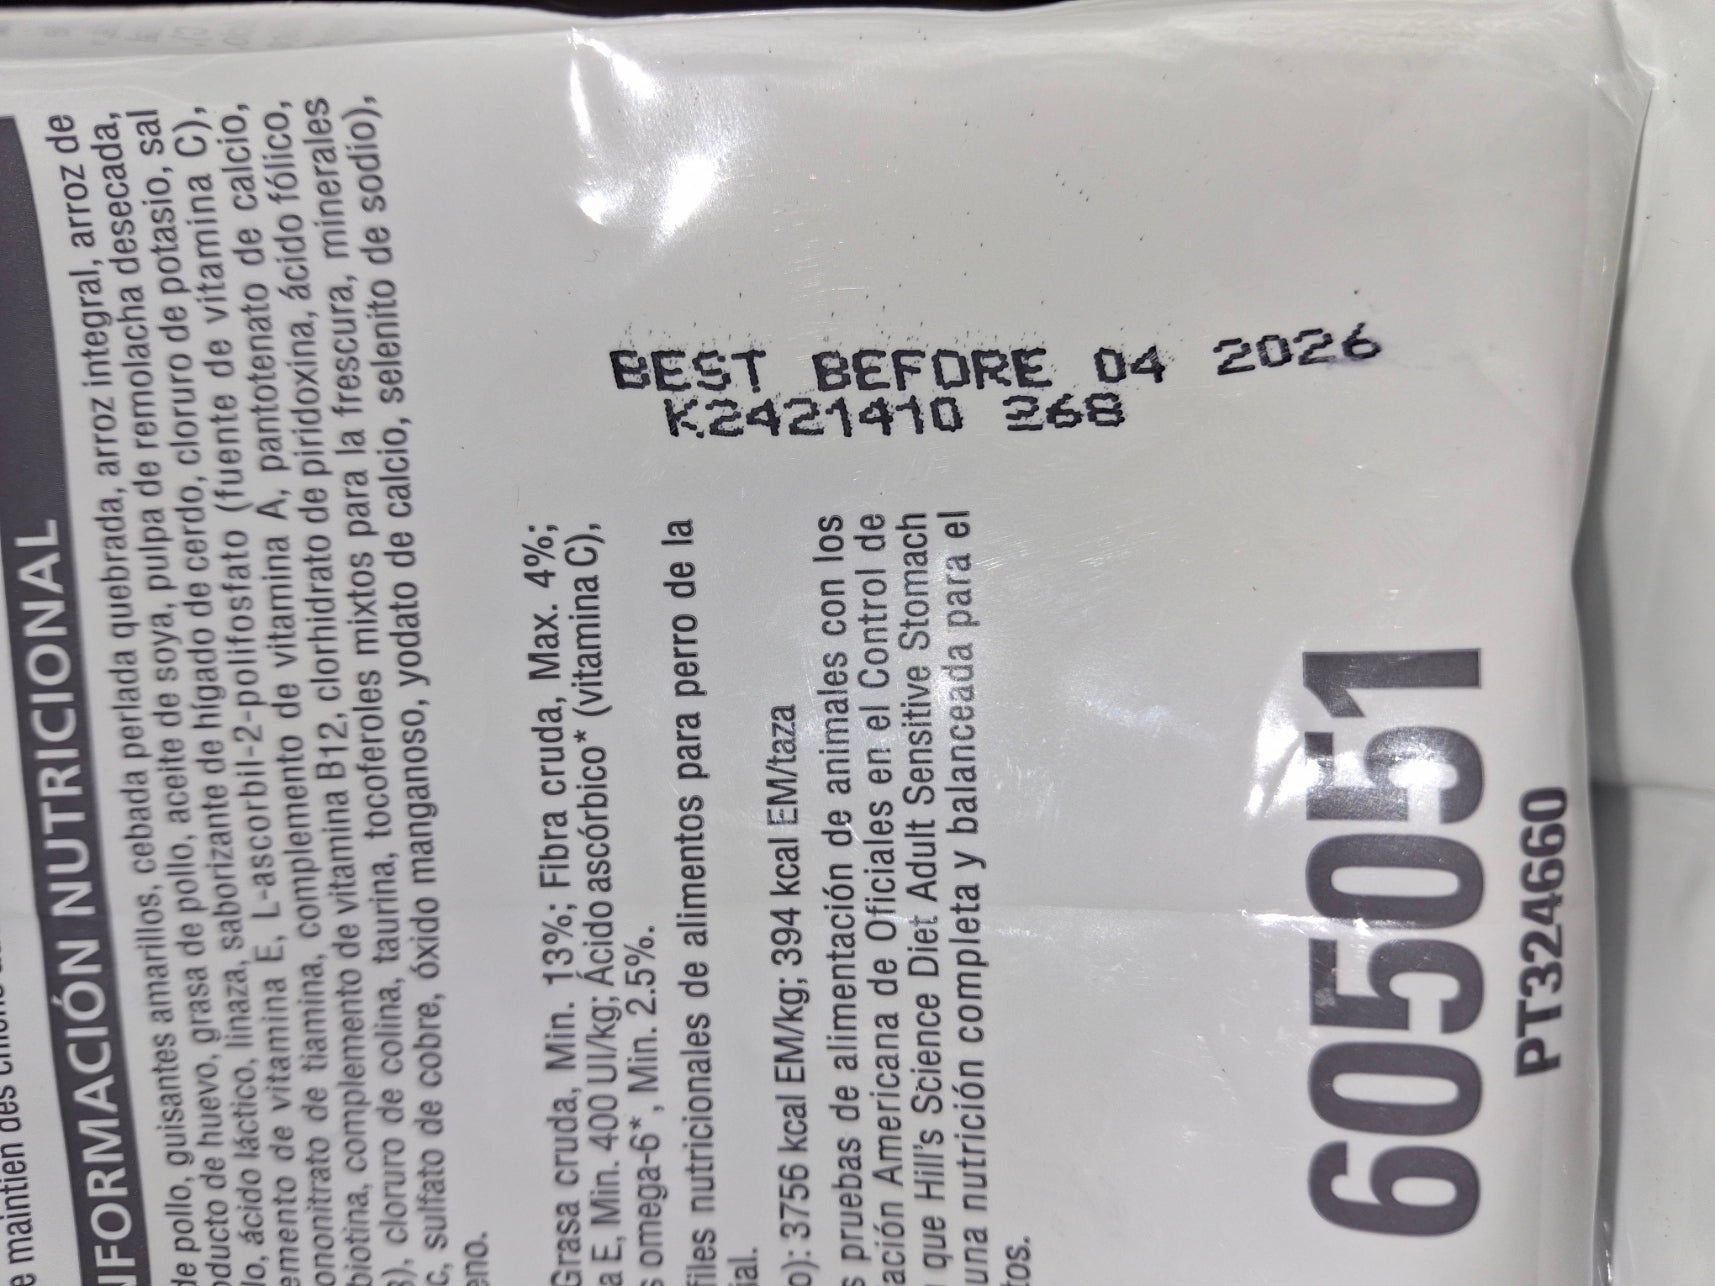 e mantien
INFORMACIÓN NUTRICIONAL
de pollo, guisantes amarillos, cebada perlada quebrada, arroz integral, arroz de
oducto de huevo, grasa de pollo, aceite de soya, pulpa de remolacha desecada,
lo, ácido láctico, linaza, saborizante de hígado de cerdo, cloruro de potasio, sal
emento de vitamina E, L-ascorbil-2-polifosfato (fuente de vitamina C),
ononitrato de tiamina, complemento de vitamina A, pantotenato de calcio,
biotina, complemento de vitamina B12, clorhidrato de piridoxina, ácido fólico,
3), cloruro de colina, taurina, tocoferoles mixtos para la frescura, minerales
c, sulfato de cobre, óxido manganoso, yodato de calcio, selenito de sodio),
eno.
Grasa cruda, Min. 13%; Fibra cruda, Max. 4%;
a E, Min. 400 UI/kg; Ácido ascórbico* (vitamina C),
s omega-6*, Min. 2.5%.
files nutricionales de alimentos para perro de la
ial.
o): 3756 kcal EM/kg; 394 kcal EM/taza
s pruebas de alimentación de animales con los
ación Americana de Oficiales en el Control de
que Hill's Science Diet Adult Sensitive Stomach
una nutrición completa y balanceada para el
tos.
BEST BEFORE 04 2026
K2421410 268
605051
PT324660